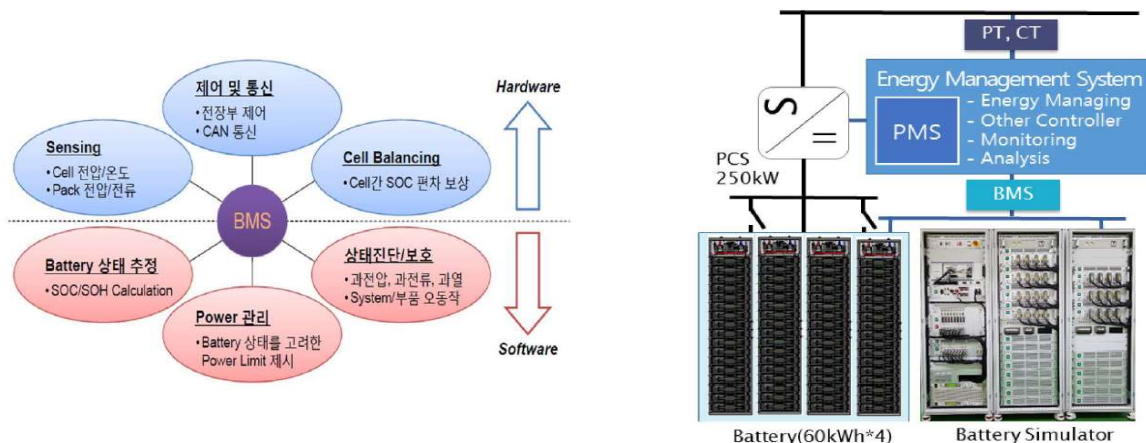 제어 및 통신
• 전장부 제어
• CAN 통신
Hardware
Sensing
• Cell 전압/온도
• Pack 전압/전류
Cell Balancing
• Cell간 SOC 편차 보상
BMS
Battery 상태 추정
• SOC/SOH Calculation
상태진단/보호
• 과전압, 과전류, 과열
• System/부품 오동작
Power 관리
• Battery 상태를 고려한
Power Limit 제시
Software
PT, CT
Energy Management System
PMS
- Energy Managing
- Other Controller
- Monitoring
- Analysis
PCS
250kW
BMS
Battery(60kWh*4)
Battery Simulator